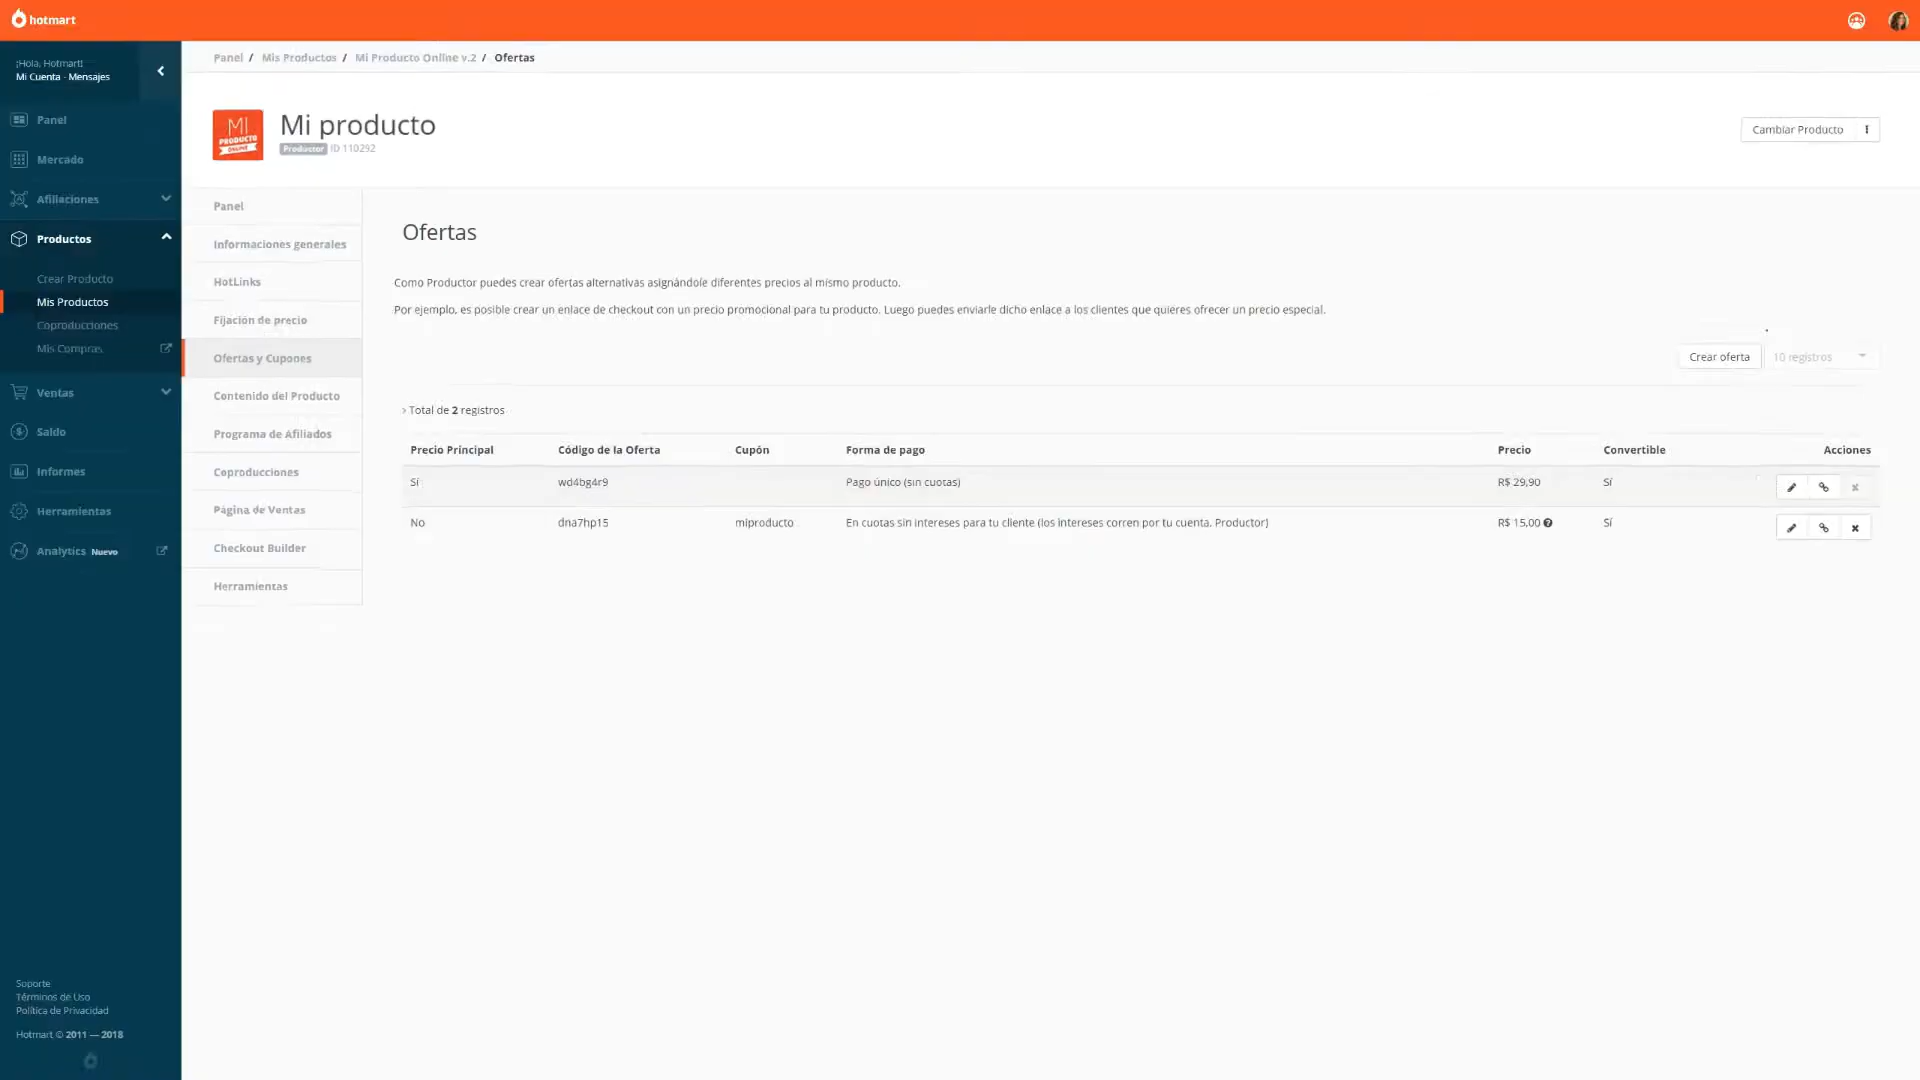 hotmart
¡Hola, Hotmart!
Mi Cuenta - Mensajes
Panel
Mercado
Afiliaciones
Productos
Crear Producto
Mis Productos
Coproducciones
Mis Compras
Ventas
Saldo
Informes
Herramientas
Analytics Nuevo
Soporte
Términos de Uso
Política de Privacidad
Hotmart © 2011 — 2018
Panel / Mis Productos / Mi Producto Online v.2 / Ofertas
MI
PRODUCTO
ONLINE
Mi producto
Productor ID 110292
Cambiar Producto
Panel
Informaciones generales
HotLinks
Fijación de precio
Ofertas y Cupones
Contenido del Producto
Programa de Afiliados
Coproducciones
Página de Ventas
Checkout Builder
Herramientas
Ofertas
Como Productor puedes crear ofertas alternativas asignándole diferentes precios al mismo producto.
Por ejemplo, es posible crear un enlace de checkout con un precio promocional para tu producto. Luego puedes enviarle dicho enlace a los clientes que quieres ofrecer un precio especial.
Crear oferta 10 registros
› Total de 2 registros
Precio Principal Código de la Oferta Cupón Forma de pago Precio Convertible Acciones
Sí wd4bg4r9 Pago único (sin cuotas) R$ 29,90 Sí
No dna7hp15 miproducto En cuotas sin intereses para tu cliente (los intereses corren por tu cuenta, Productor) R$ 15,00 Sí